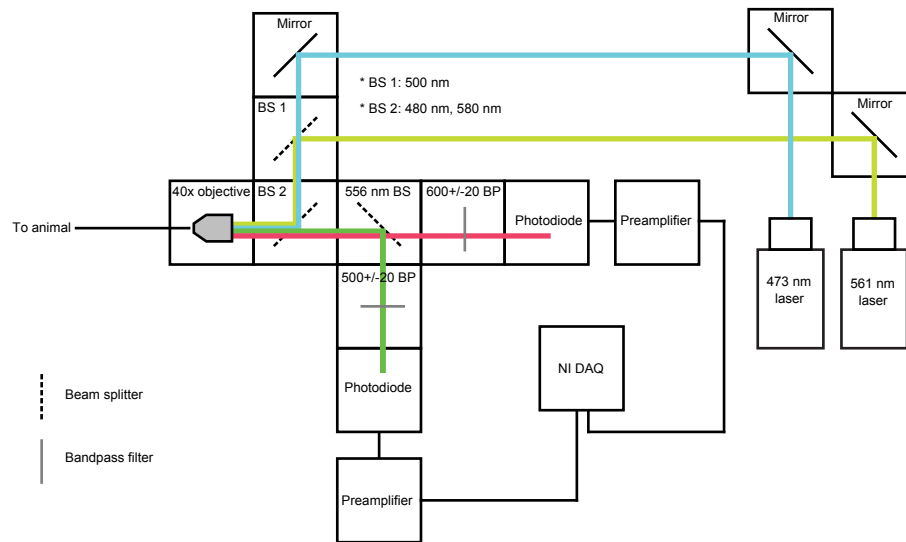 Mirror
Mirror
* BS 1: 500 nm
* BS 2: 480 nm, 580 nm
BS 1
Mirror
40x objective
BS 2
556 nm BS
600+/-20 BP
To animal
Photodiode
Preamplifier
500+/-20 BP
473 nm
laser
561 nm
laser
NI DAQ
Photodiode
Beam splitter
Bandpass filter
Preamplifier